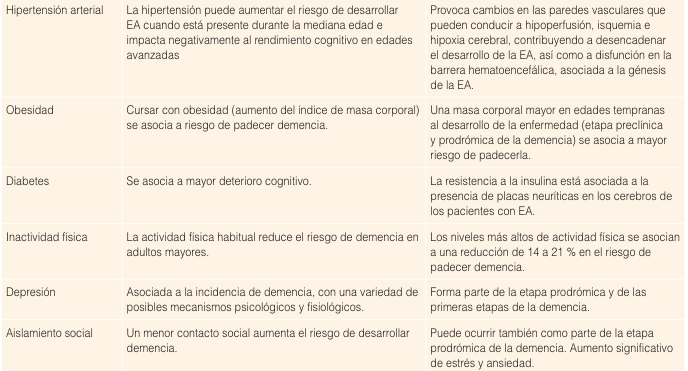 Hipertensión arterial
La hipertensión puede aumentar el riesgo de desarrollar
EA cuando está presente durante la mediana edad e
impacta negativamente al rendimiento cognitivo en edades
avanzadas
Provoca cambios en las paredes vasculares que
pueden conducir a hipoperfusión, isquemia e
hipoxia cerebral, contribuyendo a desencadenar
el desarrollo de la EA, así como a disfunción en la
barrera hematoencefálica, asociada a la génesis
de la EA.
Obesidad
Cursar con obesidad (aumento del índice de masa corporal)
se asocia a riesgo de padecer demencia.
Una masa corporal mayor en edades tempranas
al desarrollo de la enfermedad (etapa preclínica
y prodrómica de la demencia) se asocia a mayor
riesgo de padecerla.
Diabetes
Se asocia a mayor deterioro cognitivo.
La resistencia a la insulina está asociada a la
presencia de placas neuríticas en los cerebros de
los pacientes con EA.
Inactividad física
La actividad física habitual reduce el riesgo de demencia en
adultos mayores.
Los niveles más altos de actividad física se asocian
a una reducción de 14 a 21 % en el riesgo de
padecer demencia.
Depresión
Asociada a la incidencia de demencia, con una variedad de
posibles mecanismos psicológicos y fisiológicos.
Forma parte de la etapa prodrómica y de las
primeras etapas de la demencia.
Aislamiento social
Un menor contacto social aumenta el riesgo de desarrollar
demencia.
Puede ocurrir también como parte de la etapa
prodrómica de la demencia. Aumento significativo
de estrés y ansiedad.